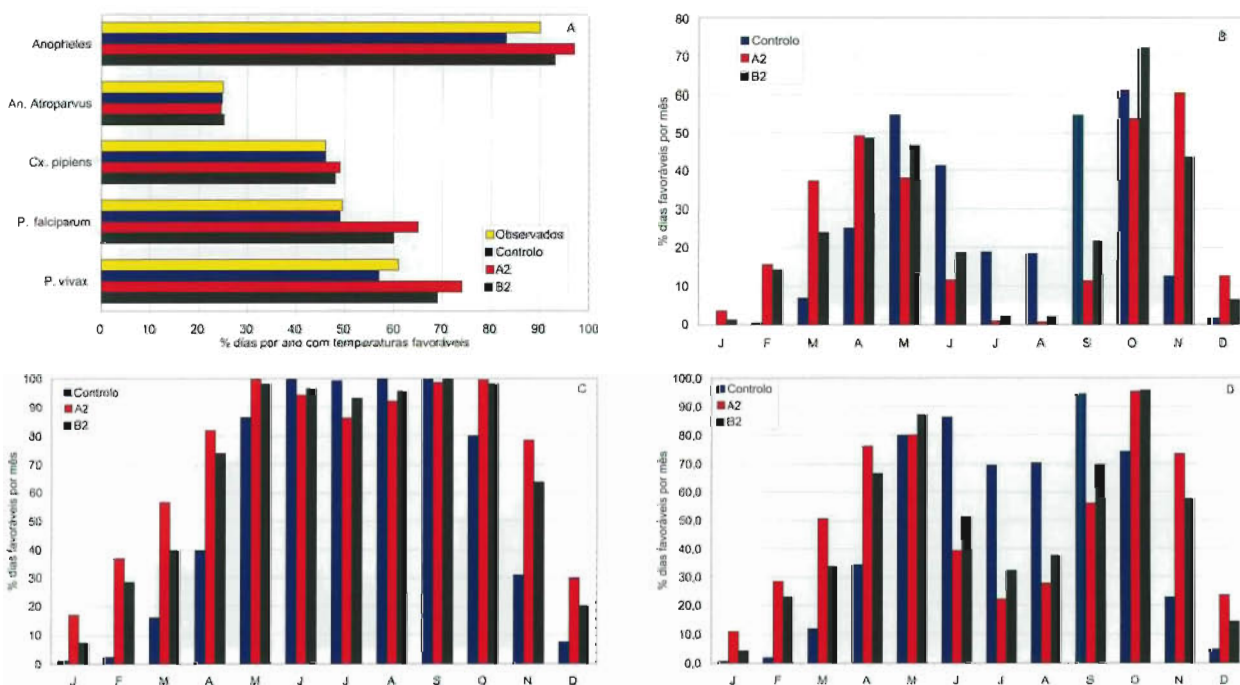 A
Anopheles
An. Atroparvus
Cx. pipiens
P. falciparum
P. vivax
Observados
Controlo
A2
B2
0 10 20 30 40 50 60 70 80 90 100
% dias por ano com temperaturas favoráveis
B
% dias favoráveis por mês
80
70
60
50
40
30
20
10
0
Controlo
A2
B2
J F M A M J J A S O N D
C
% dias favoráveis por mês
100
90
80
70
60
50
40
30
20
10
0
Controlo
A2
B2
J F M A M J J A S O N D
D
% dias favoráveis por mês
100,0
90,0
80,0
70,0
60,0
50,0
40,0
30,0
20,0
10,0
0,0
Controlo
A2
B2
J F M A M J J A S O N D